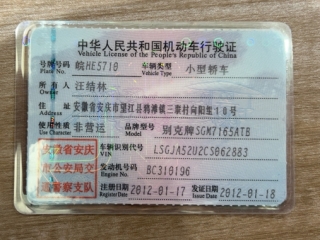 中华人民共和国机动车行驶证
Vehicle License of the People's Republic of China
号牌号码 皖HE5710 车辆类型 小型轿车
Plate No. Vehicle Type
所有人 汪结林
Owner
住址 安徽省安庆市望江县鸦滩镇三家村向阳组10号
Address
使用性质 非营运 品牌型号 别克牌SGM7165ATB
Use Character Model
安徽省安庆 车辆识别代号 LSGJA52U2CS062883
VIN
市公安局交 发动机号码 BC310196
Engine No.
通警察支队 注册日期 2012-01-17 发证日期 2012-01-18
Register Date Issue Date